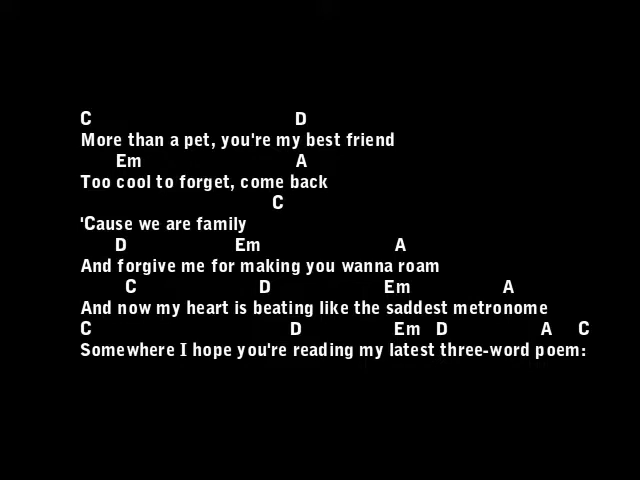 C D
More than a pet, you're my best friend
Em A
Too cool to forget, come back
C
'Cause we are family
D Em A
And forgive me for making you wanna roam
C D Em A
And now my heart is beating like the saddest metronome
C D Em D A C
Somewhere I hope you're reading my latest three-word poem: